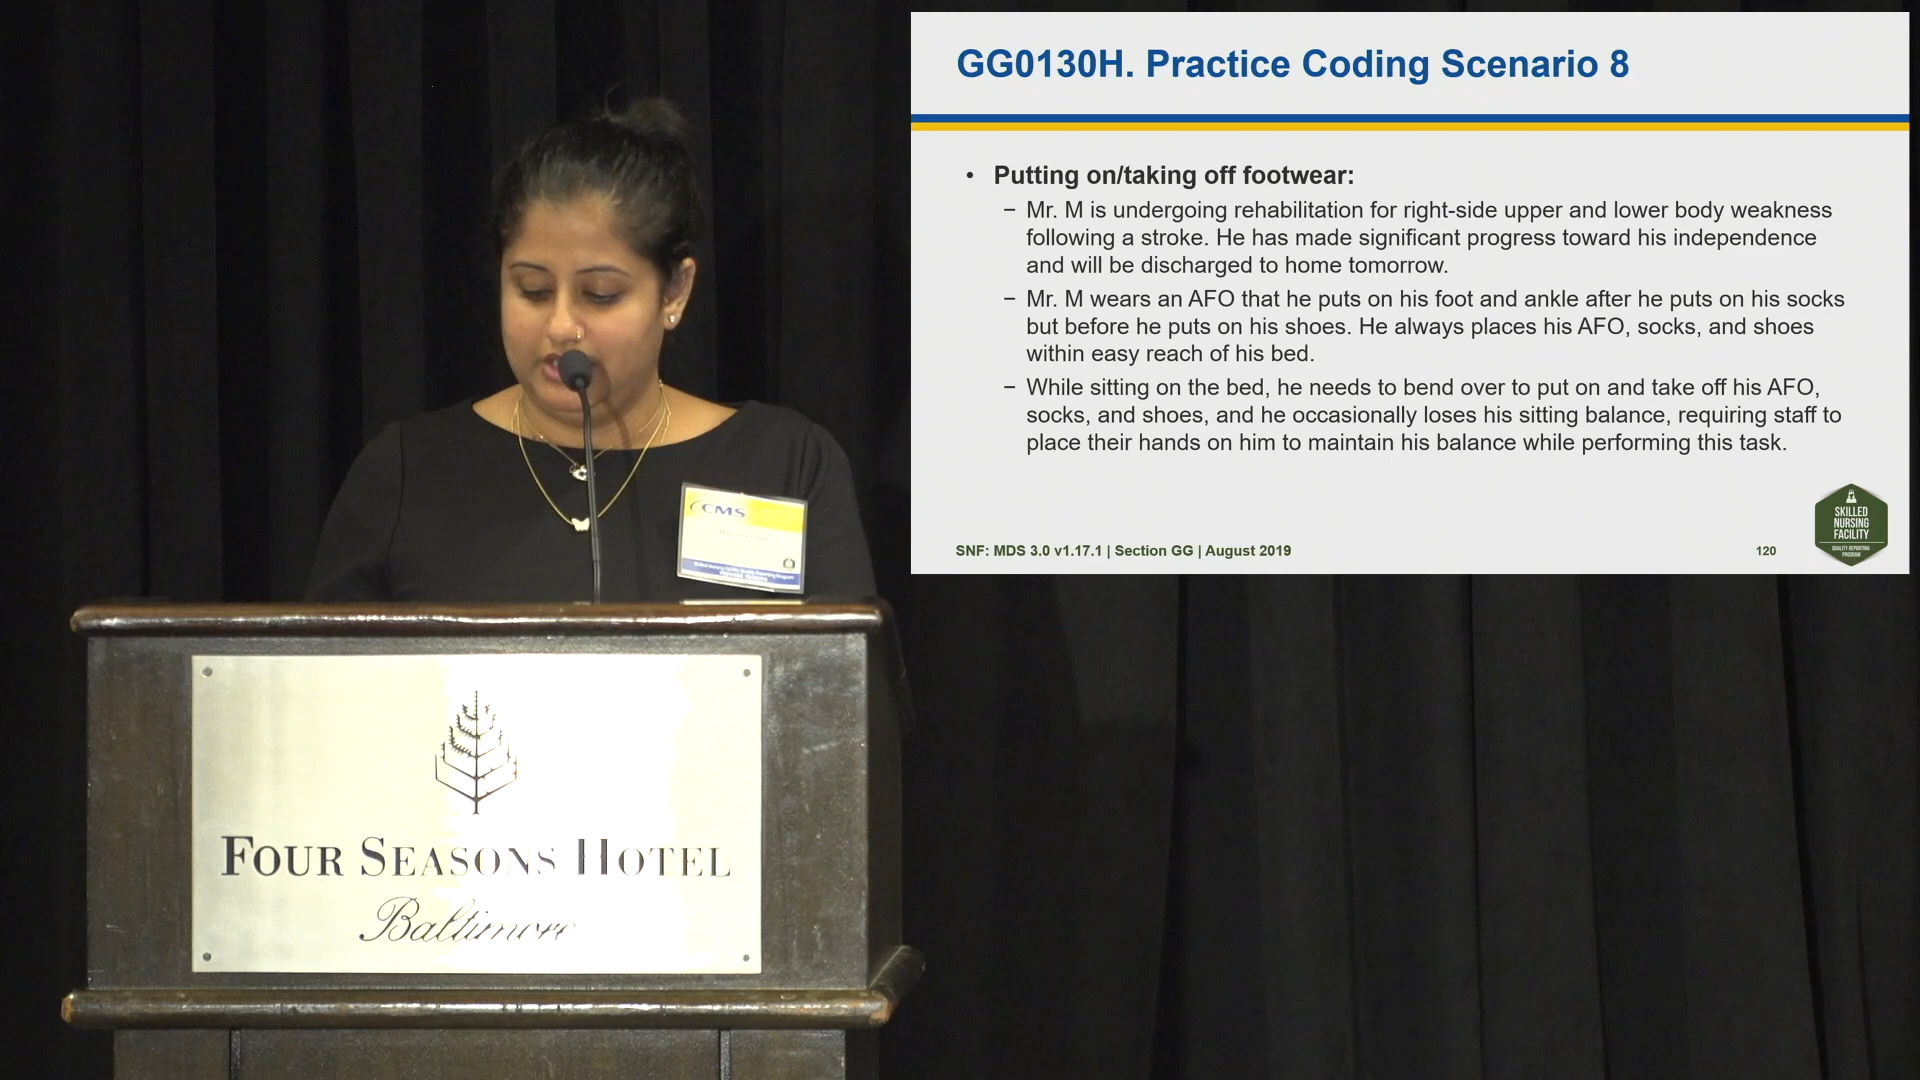 GG0130H. Practice Coding Scenario 8
• Putting on/taking off footwear:
− Mr. M is undergoing rehabilitation for right-side upper and lower body weakness
following a stroke. He has made significant progress toward his independence
and will be discharged to home tomorrow.
− Mr. M wears an AFO that he puts on his foot and ankle after he puts on his socks
but before he puts on his shoes. He always places his AFO, socks, and shoes
within easy reach of his bed.
− While sitting on the bed, he needs to bend over to put on and take off his AFO,
socks, and shoes, and he occasionally loses his sitting balance, requiring staff to
place their hands on him to maintain his balance while performing this task.
SNF: MDS 3.0 v1.17.1 | Section GG | August 2019
120
SKILLED
NURSING
FACILITY
QUALITY REPORTING
PROGRAM
CMS
FOUR SEASONS HOTEL
Baltimore